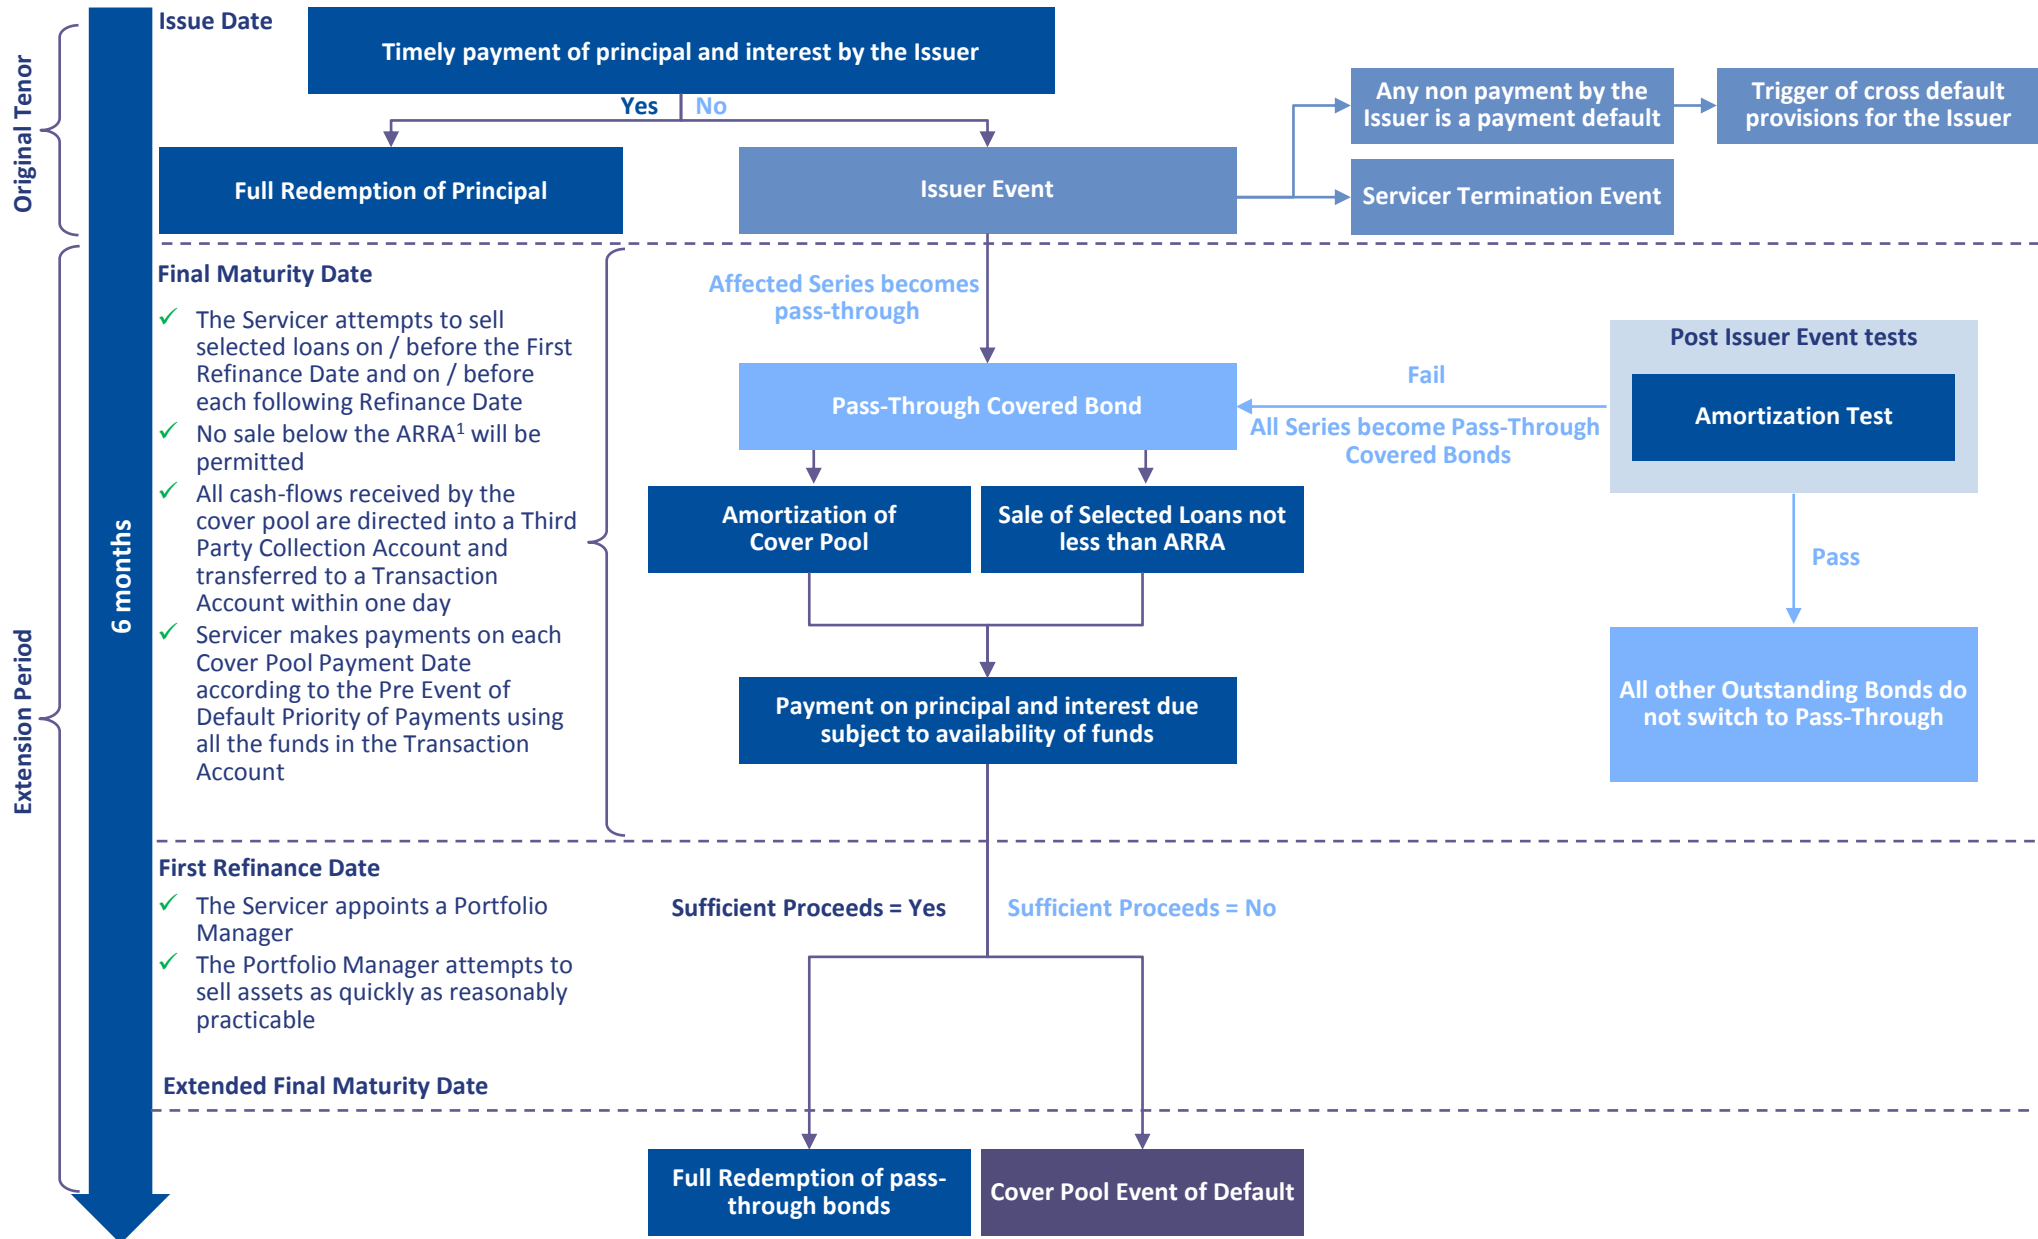 Issue Date
Timely payment of principal and interest by the Issuer
Yes
No
Original Tenor
Full Redemption of Principal
Issuer Event
Any non payment by the
Issuer is a payment default
Trigger of cross default
provisions for the Issuer
Servicer Termination Event
Final Maturity Date
✓ The Servicer attempts to sell
selected loans on / before the First
Refinance Date and on / before
each following Refinance Date
✓ No sale below the ARRA¹ will be
permitted
✓ All cash-flows received by the
cover pool are directed into a Third
Party Collection Account and
transferred to a Transaction
Account within one day
✓ Servicer makes payments on each
Cover Pool Payment Date
according to the Pre Event of
Default Priority of Payments using
all the funds in the Transaction
Account
6 months
Extension Period
Affected Series becomes
pass-through
Pass-Through Covered Bond
Fail
All Series become Pass-Through
Covered Bonds
Post Issuer Event tests
Amortization Test
Amortization of
Cover Pool
Sale of Selected Loans not
less than ARRA
Pass
All other Outstanding Bonds do
not switch to Pass-Through
Payment on principal and interest due
subject to availability of funds
First Refinance Date
✓ The Servicer appoints a Portfolio
Manager
✓ The Portfolio Manager attempts to
sell assets as quickly as reasonably
practicable
Sufficient Proceeds = Yes
Sufficient Proceeds = No
Extended Final Maturity Date
Full Redemption of pass-
through bonds
Cover Pool Event of Default